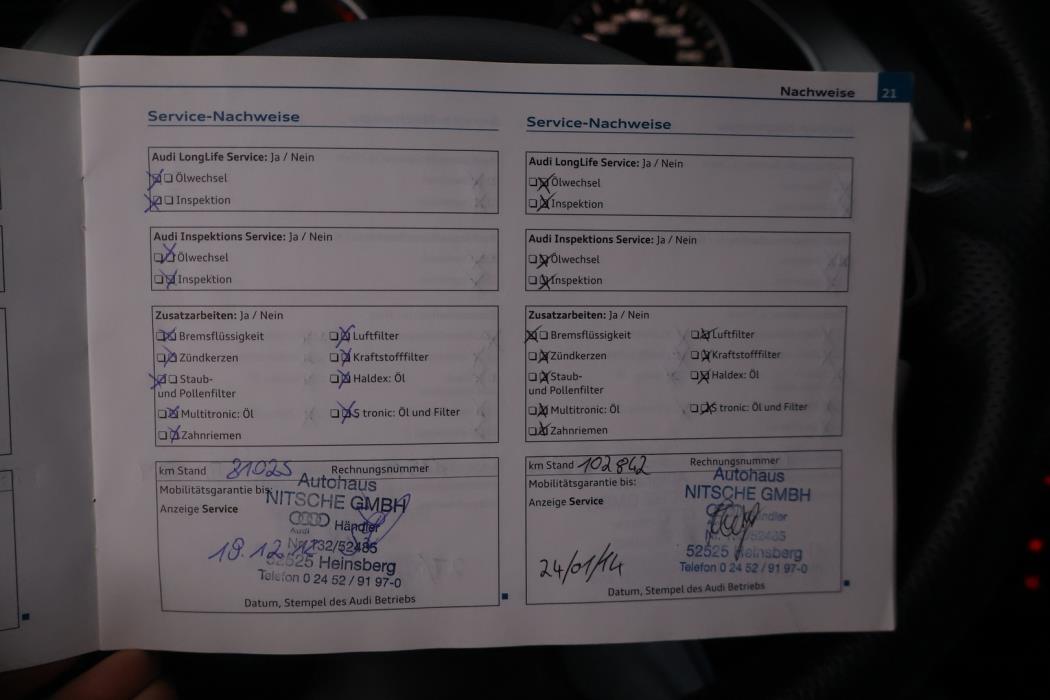 Nachweise 21
Service-Nachweise
Audi LongLife Service: Ja / Nein
Ölwechsel
Inspektion
Audi Inspektions Service: Ja / Nein
Ölwechsel
Inspektion
Zusatzarbeiten: Ja / Nein
Bremsflüssigkeit Luftfilter
Zündkerzen Kraftstofffilter
Staub- Haldex: Öl
und Pollenfilter
Multitronic: Öl S tronic: Öl und Filter
Zahnriemen
km Stand 81025 Rechnungsnummer
Mobilitätsgarantie bis:
Anzeige Service
Autohaus
NITSCHE GMBH
Audi Händler
Nr. 132/52485
18.12.
52525 Heinsberg
Telefon 0 24 52 / 91 97-0
Datum, Stempel des Audi Betriebs
Service-Nachweise
Audi LongLife Service: Ja / Nein
Ölwechsel
Inspektion
Audi Inspektions Service: Ja / Nein
Ölwechsel
Inspektion
Zusatzarbeiten: Ja / Nein
Bremsflüssigkeit Luftfilter
Zündkerzen Kraftstofffilter
Staub- Haldex: Öl
und Pollenfilter
Multitronic: Öl S tronic: Öl und Filter
Zahnriemen
km Stand 102842 Rechnungsnummer
Mobilitätsgarantie bis:
Anzeige Service
Autohaus
NITSCHE GMBH
52525 Heinsberg
Telefon 0 24 52 / 91 97-0
24/01/14
Datum, Stempel des Audi Betriebs